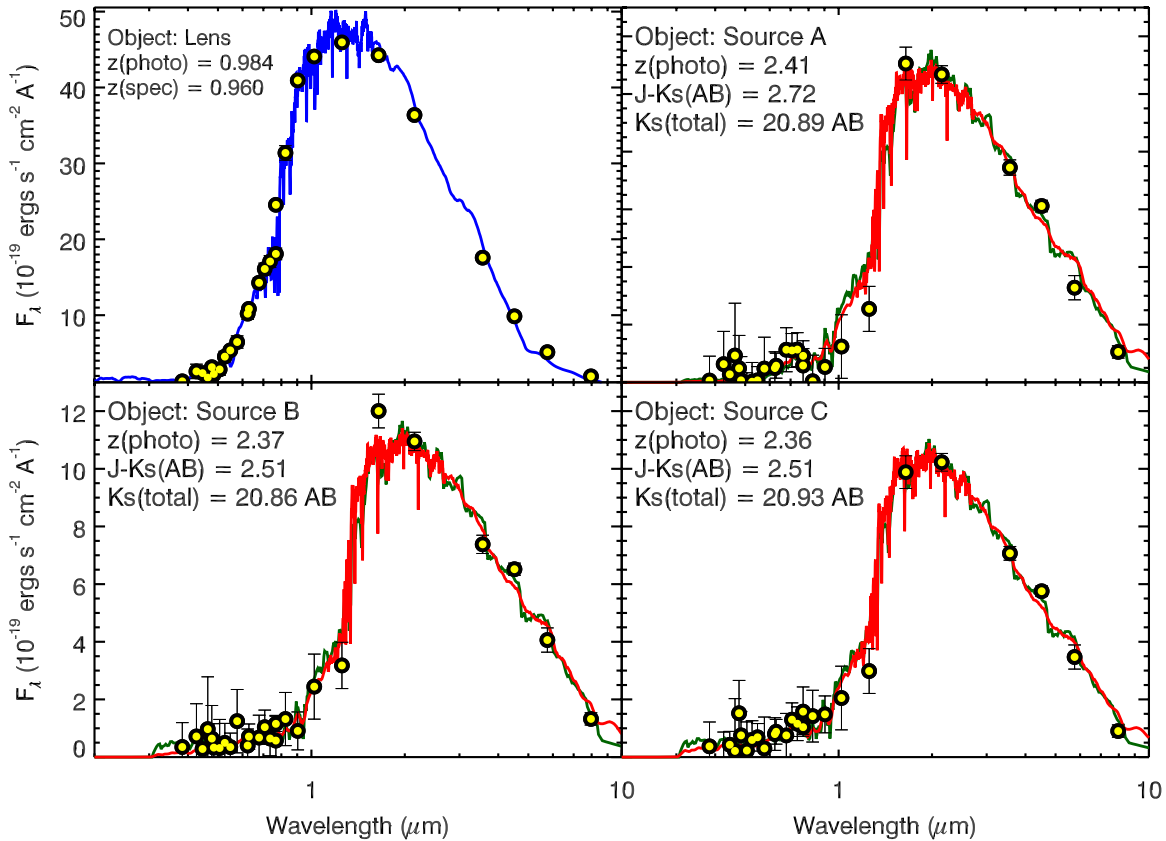 Object: Lens
z(photo) = 0.984
z(spec) = 0.960
50
40
30
20
10
F_λ (10^-19 ergs s^-1 cm^-2 A^-1)
Object: Source A
z(photo) = 2.41
J-Ks(AB) = 2.72
Ks(total) = 20.89 AB
Object: Source B
z(photo) = 2.37
J-Ks(AB) = 2.51
Ks(total) = 20.86 AB
12
10
8
6
4
2
0
F_λ (10^-19 ergs s^-1 cm^-2 A^-1)
1
10
Wavelength (μm)
Object: Source C
z(photo) = 2.36
J-Ks(AB) = 2.51
Ks(total) = 20.93 AB
1
10
Wavelength (μm)